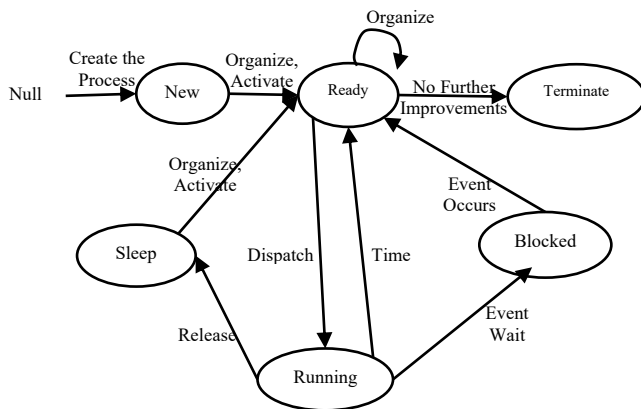 Organize
Create the
Process
Organize,
Activate
Null
New
Ready
No Further
Improvements
Terminate
Organize,
Activate
Event
Occurs
Sleep
Dispatch
Time
Blocked
Release
Event
Wait
Running